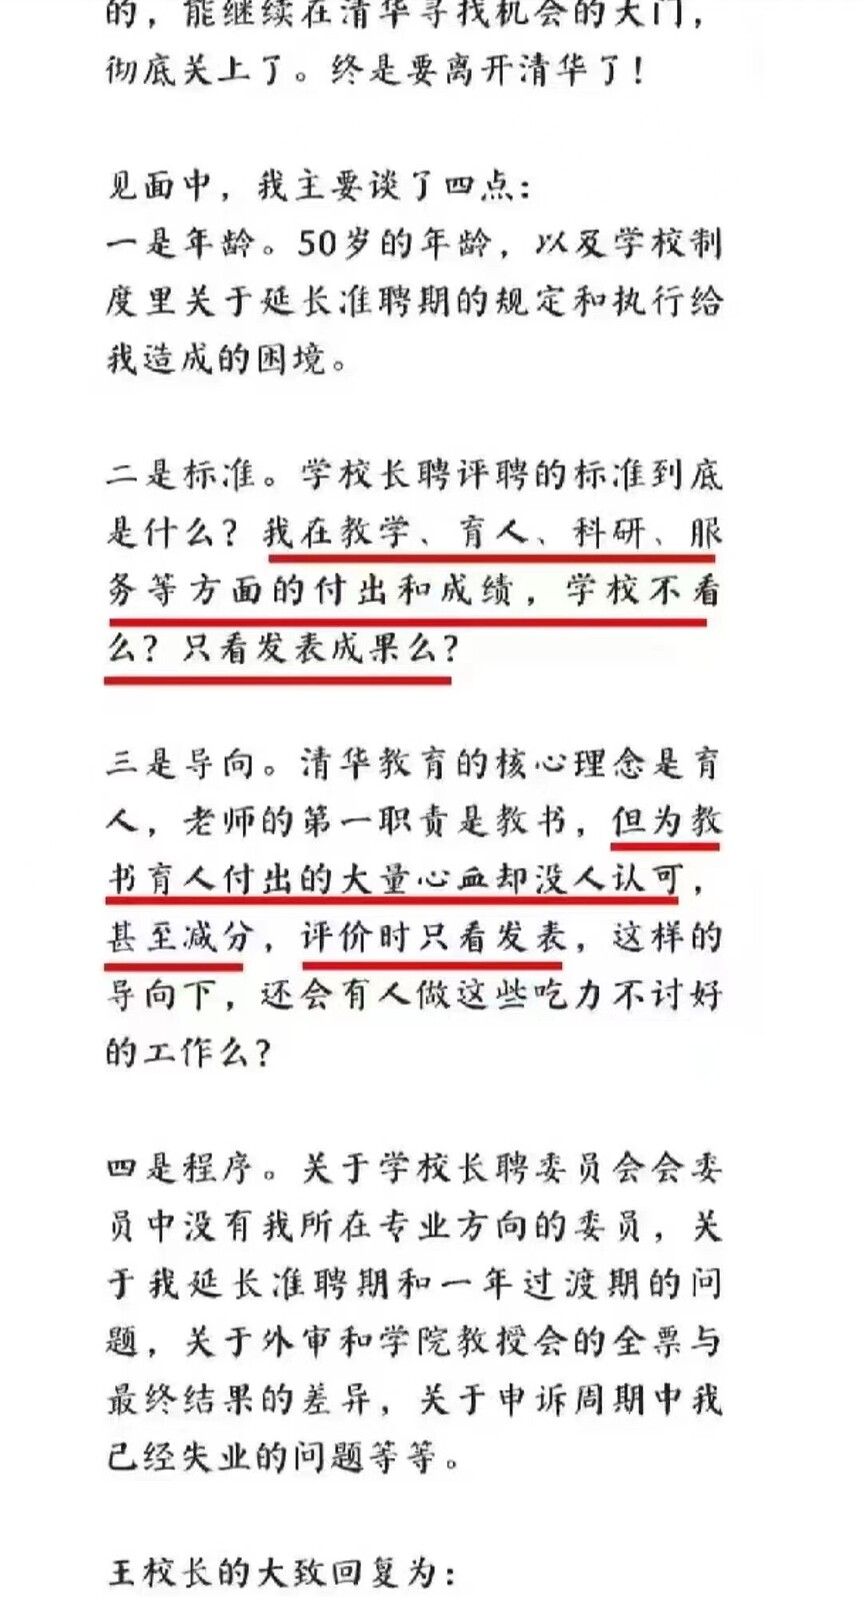 的，能继续在清华寻找机会的大门，
彻底关上了。终是要离开清华了！
见面中，我主要谈了四点：
一是年龄。50岁的年龄，以及学校制
度里关于延长准聘期的规定和执行给
我造成的困境。
二是标准。学校长聘评聘的标准到底
是什么？我在教学、育人、科研、服
务等方面的付出和成绩，学校不看
么？只看发表成果么？
三是导向。清华教育的核心理念是育
人，老师的第一职责是教书，但为教
书育人付出的大量心血却没人认可，
甚至减分，评价时只看发表，这样的
导向下，还会有人做这些吃力不讨好
的工作么？
四是程序。关于学校长聘委员会会委
员中没有我所在专业方向的委员，关
于我延长准聘期和一年过渡期的问
题，关于外审和学院教授会的全票与
最终结果的差异，关于申诉周期中我
已经失业的问题等等。
王校长的大致回复为：